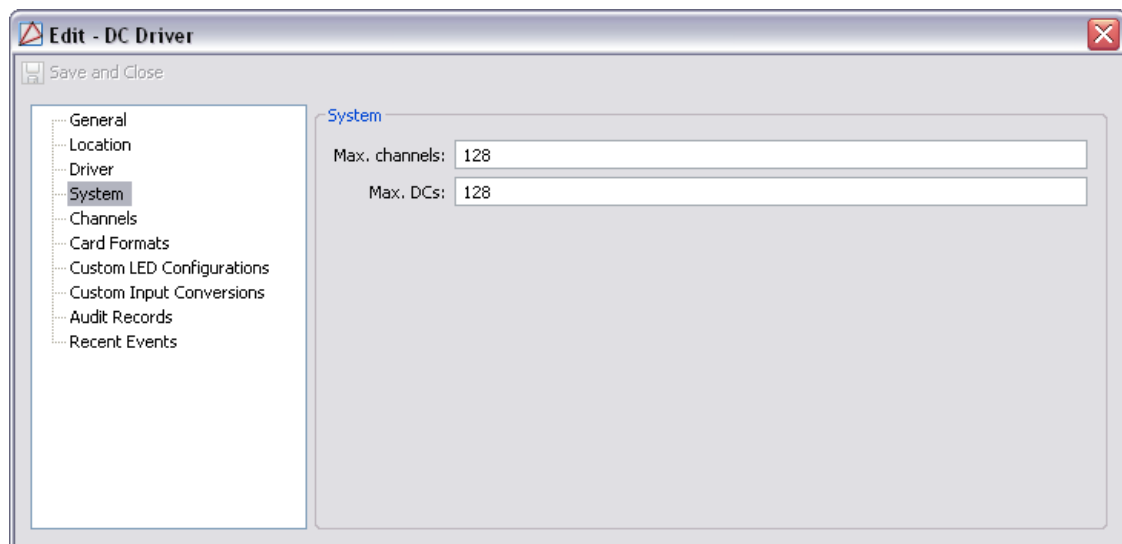 Edit - DC Driver
Save and Close
General
Location
Driver
System
Channels
Card Formats
Custom LED Configurations
Custom Input Conversions
Audit Records
Recent Events
System
Max. channels: 128
Max. DCs: 128